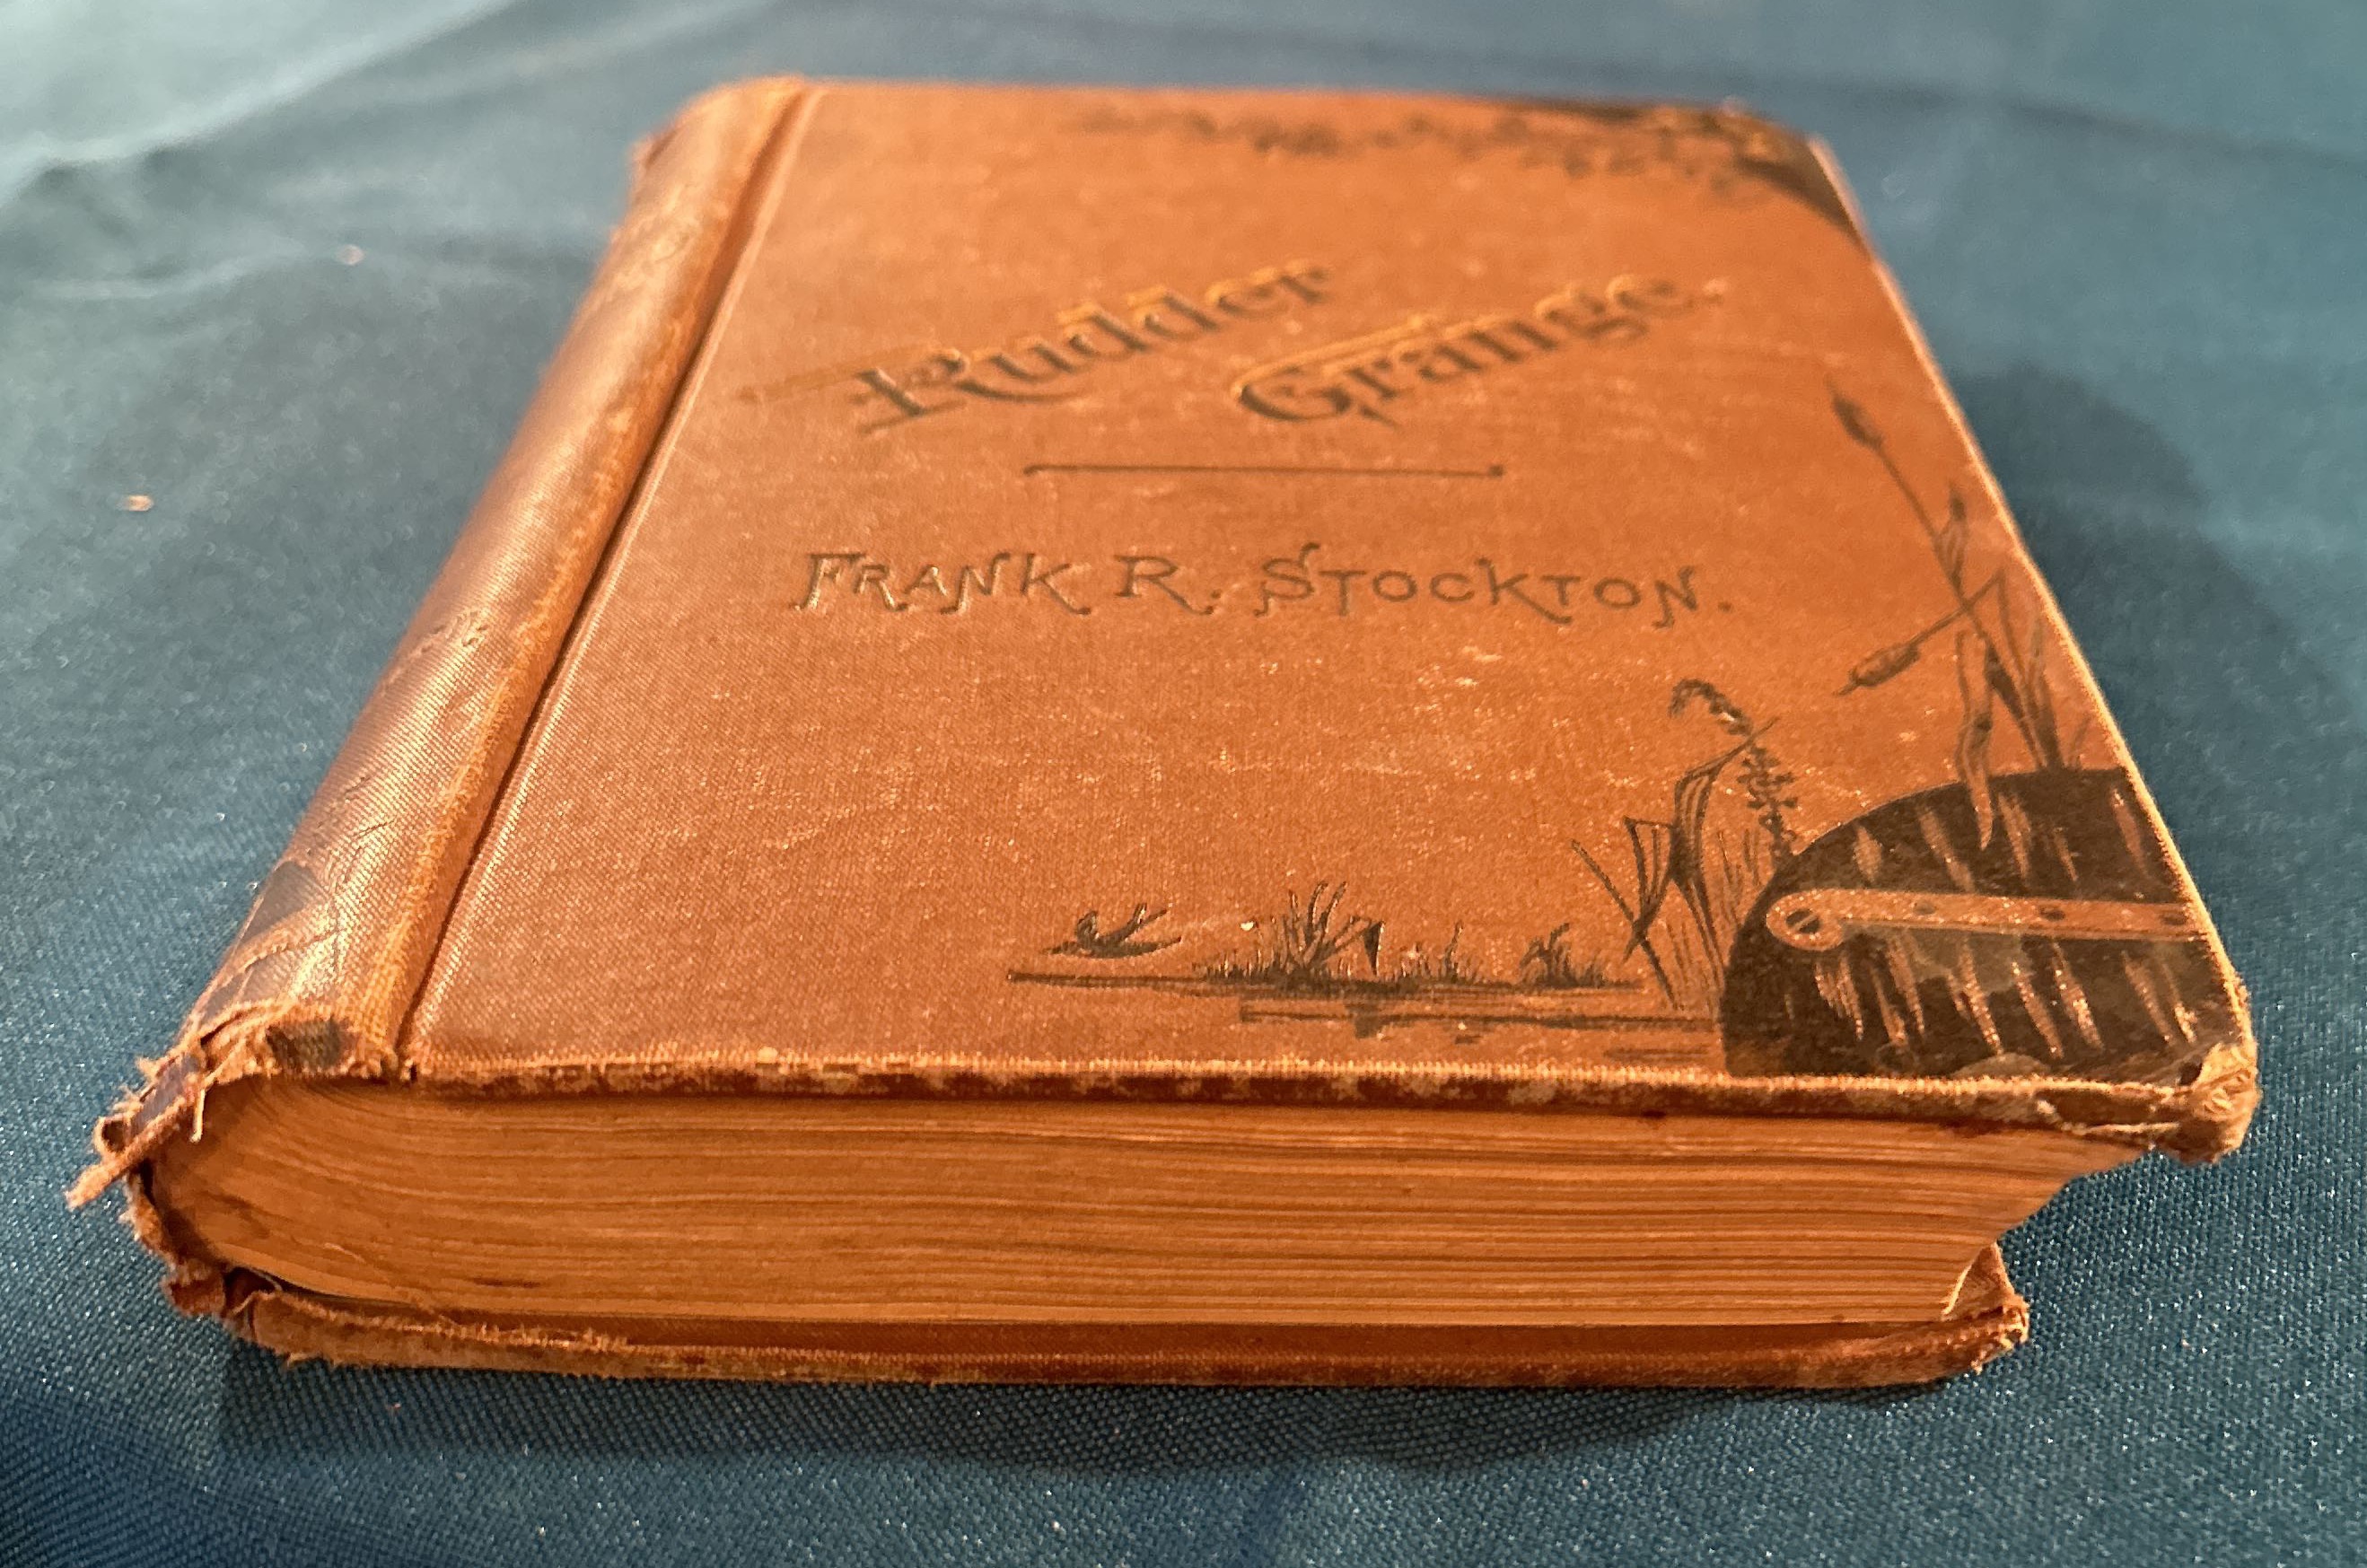 Rudder
Grange.
FRANK R. STOCKTON.